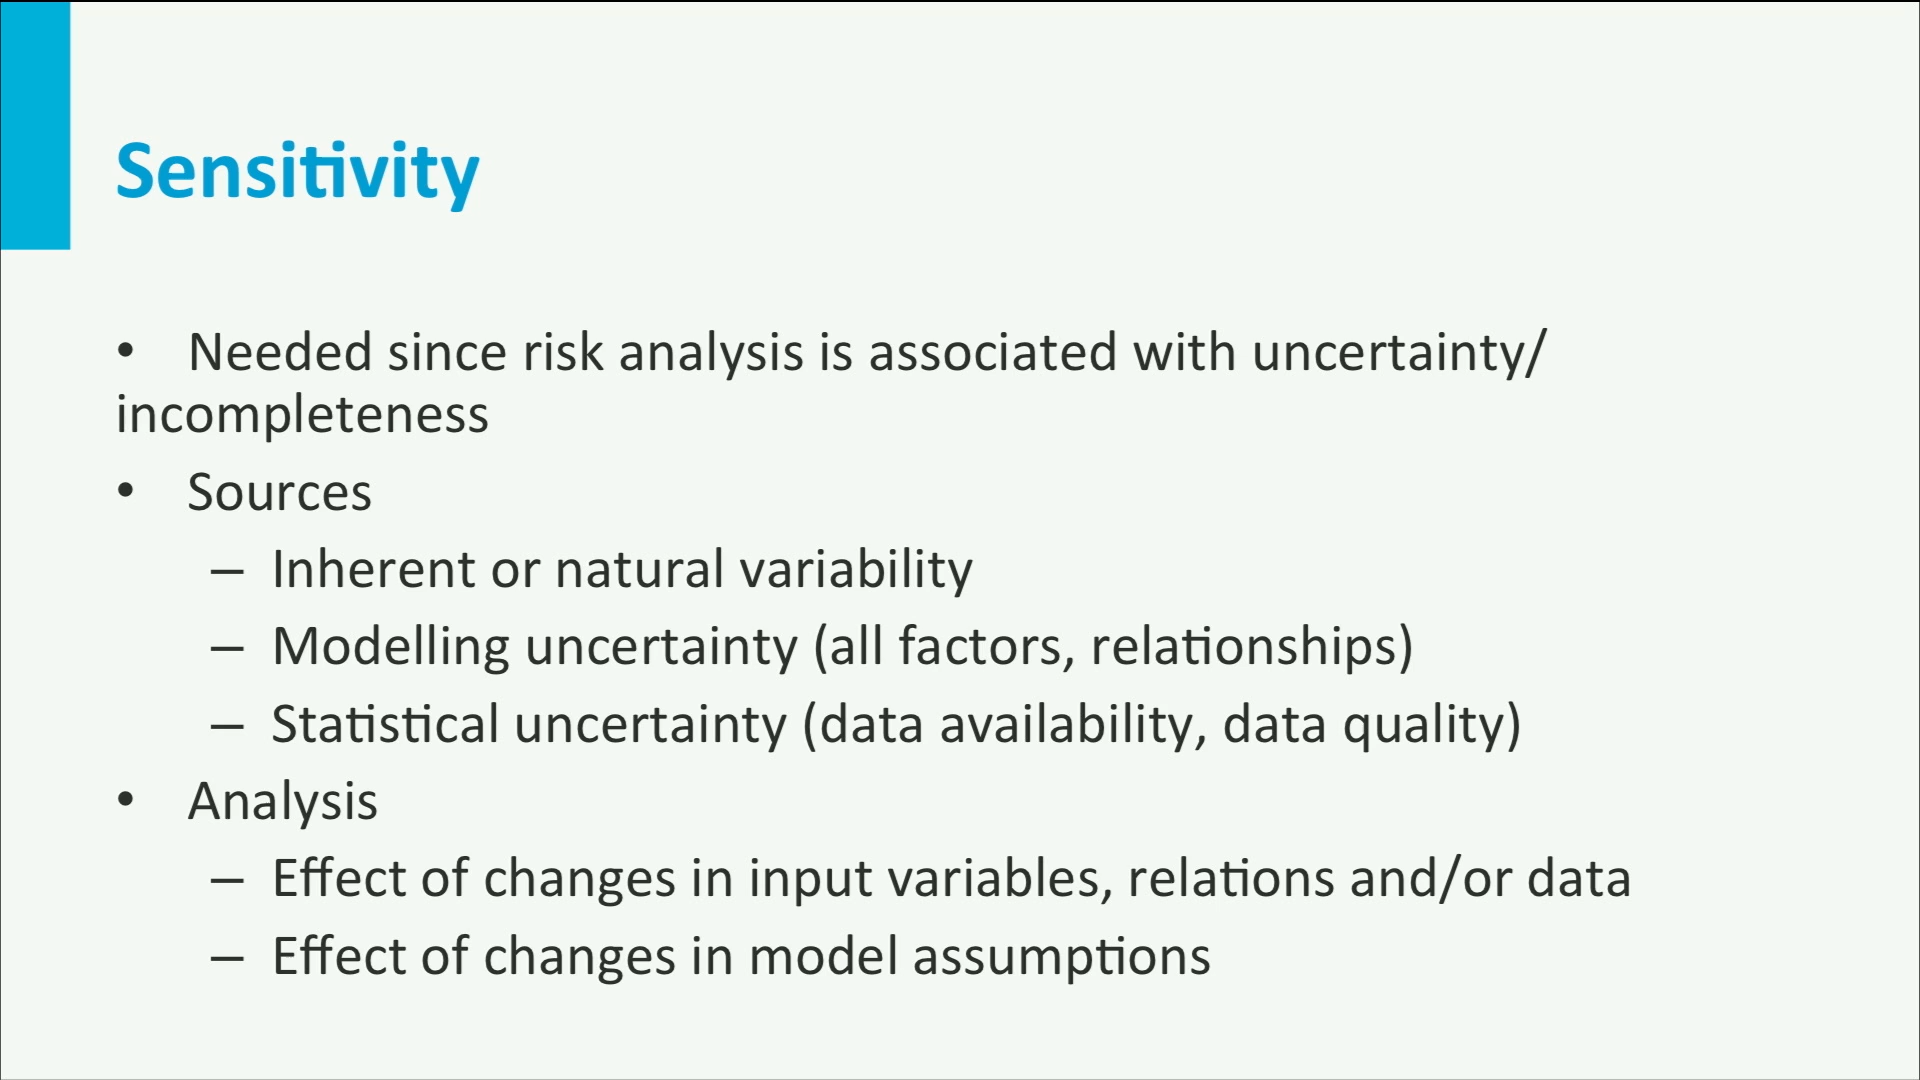 Sensitivity
• Needed since risk analysis is associated with uncertainty/
incompleteness
• Sources
– Inherent or natural variability
– Modelling uncertainty (all factors, relationships)
– Statistical uncertainty (data availability, data quality)
• Analysis
– Effect of changes in input variables, relations and/or data
– Effect of changes in model assumptions